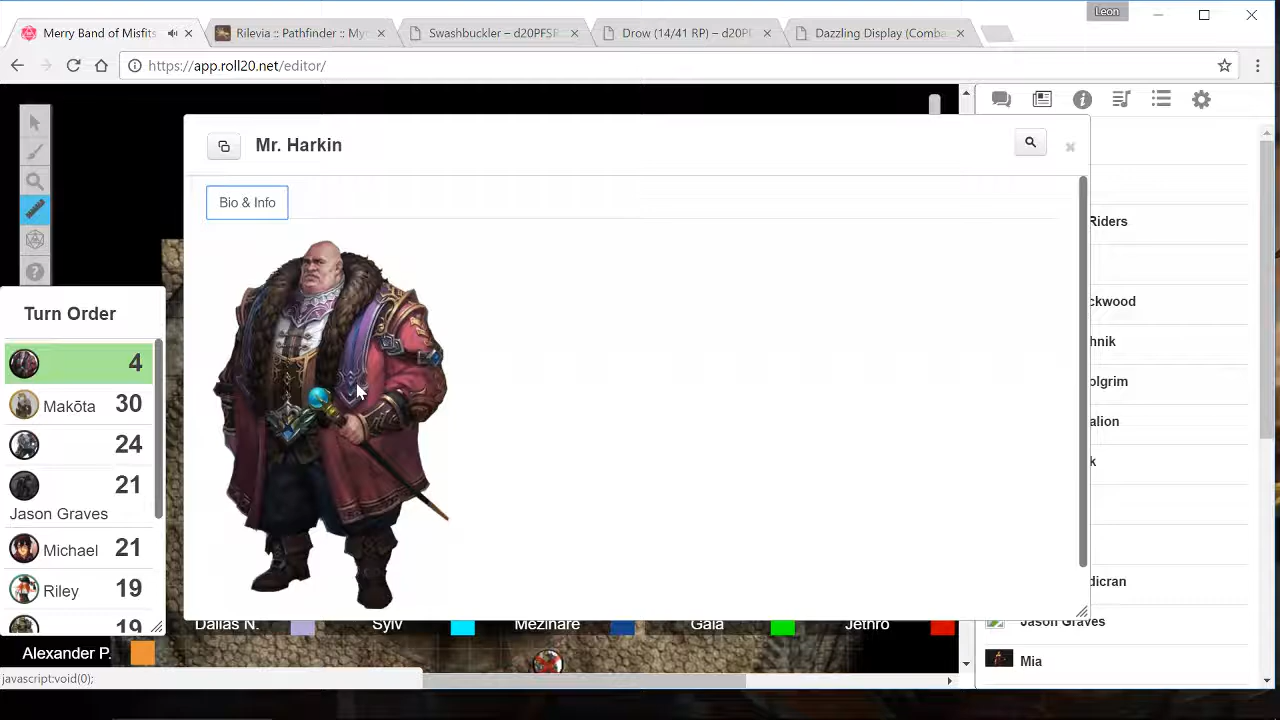 Leon
Merry Band of Misfits
Rilevia :: Pathfinder :: My
Swashbuckler – d20PFSF
Drow (14/41 RP) – d20PF
Dazzling Display (Comba
https://app.roll20.net/editor/
Mr. Harkin
Bio & Info
Riders
ckwood
hnik
olgrim
alion
k
dicran
Jason Graves
Mia
Turn Order
4
Makōta 30
24
21
Jason Graves
Michael 21
Riley 19
19
Dallas N.
Sylv
Mezinare
Gala
Jethro
Alexander P.
javascript:void(0);